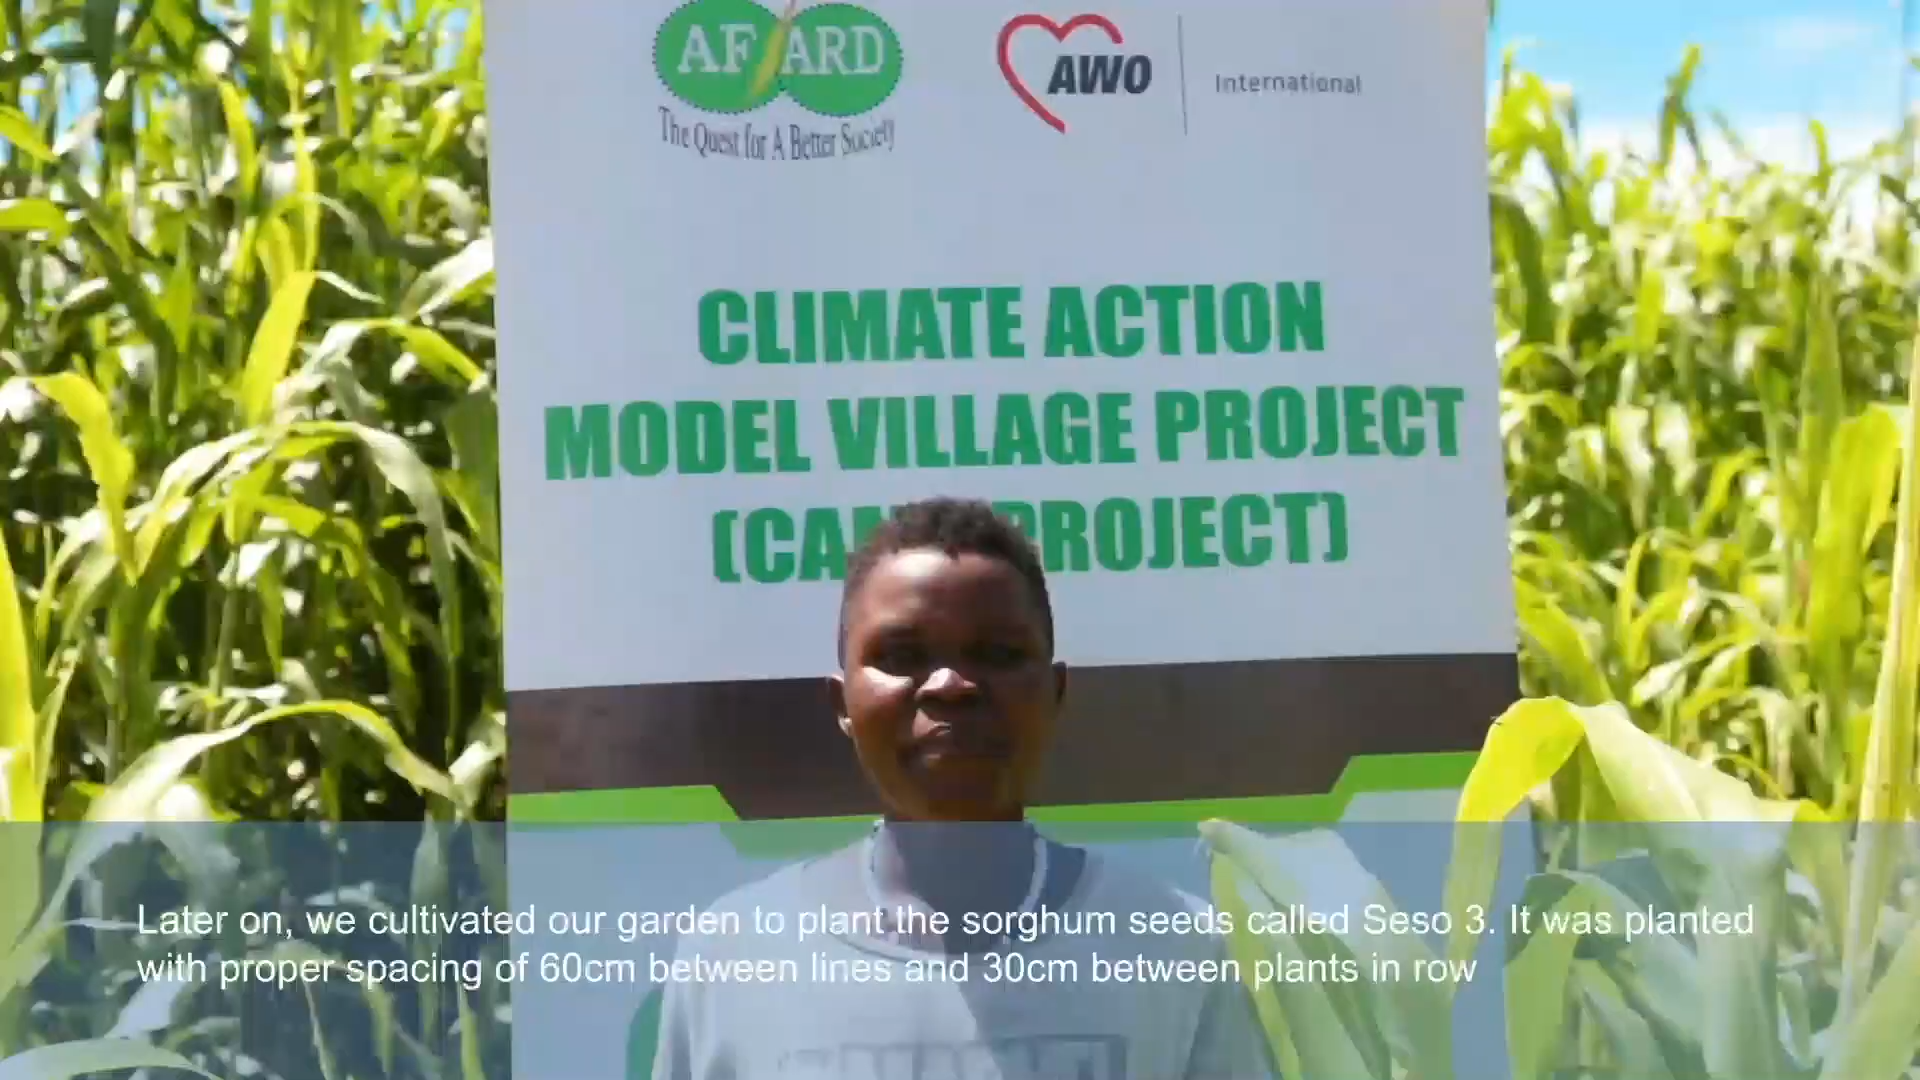 AFARD
The Quest for A Better Society
AWO
International
CLIMATE ACTION
MODEL VILLAGE PROJECT
(CAM PROJECT)
Later on, we cultivated our garden to plant the sorghum seeds called Seso 3. It was planted
with proper spacing of 60cm between lines and 30cm between plants in row